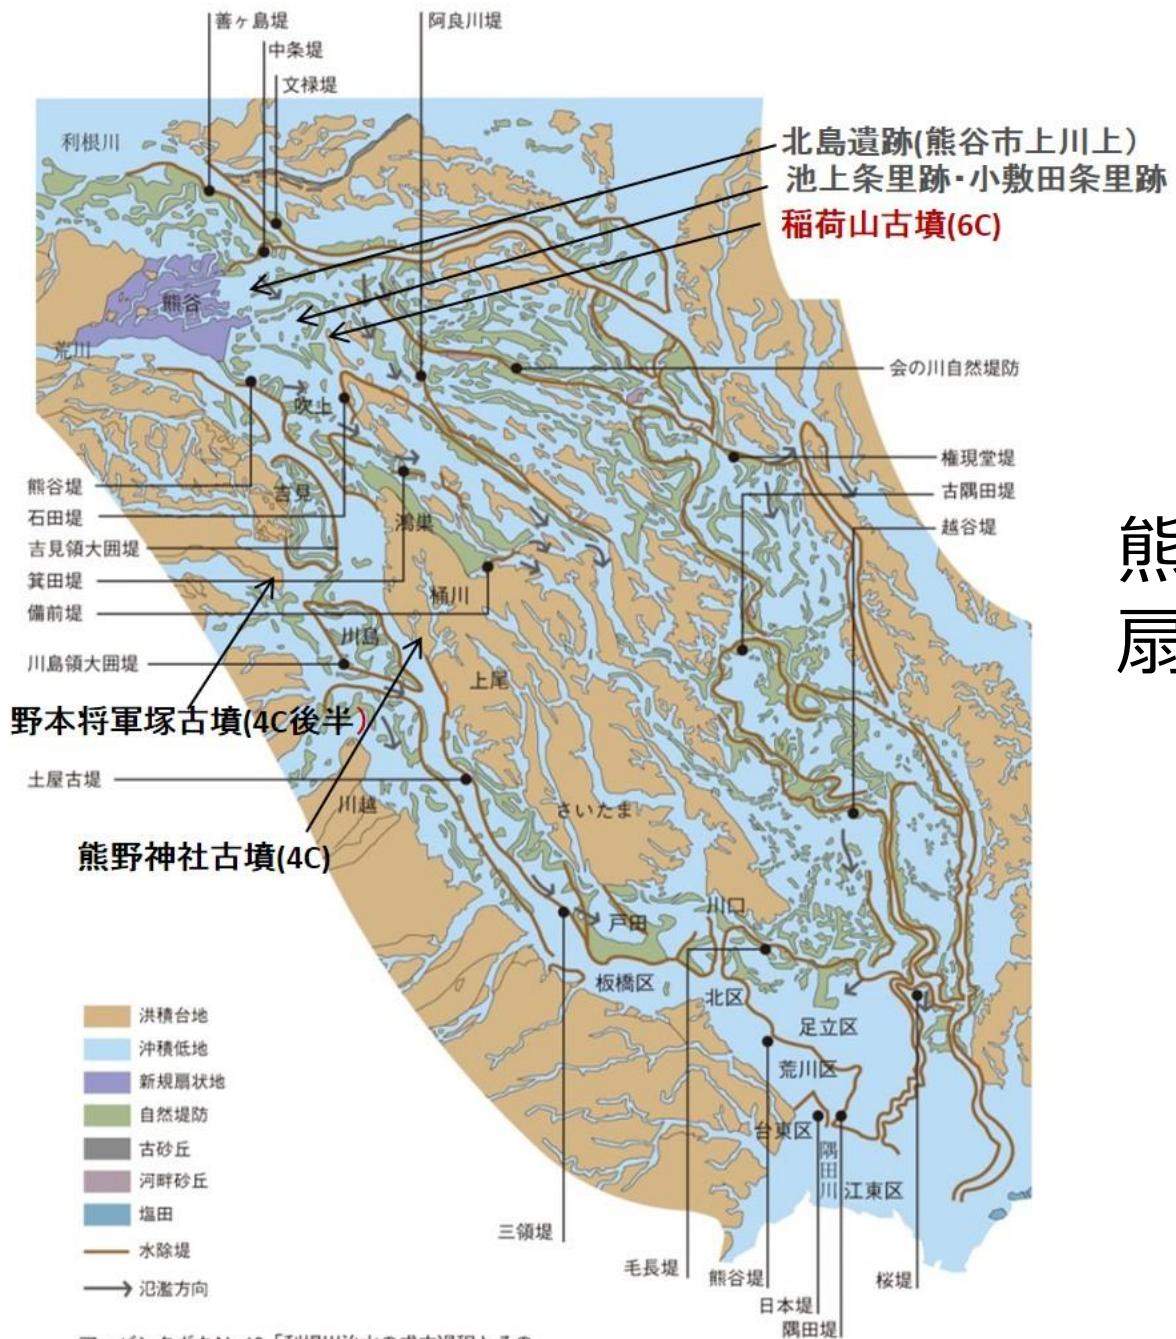 善ヶ島堤
阿良川堤
中条堤
文禄堤
利根川
北島遺跡(熊谷市上川上)
池上条里跡・小敷田条里跡
稲荷山古墳(6C)
熊谷
荒川
会の川自然堤防
吹上
権現堂堤
熊谷堤
吉見
古隅田堤
石田堤
鴻巣
越谷堤
吉見領大囲堤
箕田堤
桶川
備前堤
川島
川島領大囲堤
上尾
野本将軍塚古墳(4C後半)
土屋古堤
川越
さいたま
熊野神社古墳(4C)
戸田
川口
板橋区
北区
足立区
荒川区
台東区
隅田川
江東区
洪積台地
沖積低地
新規扇状地
自然堤防
古砂丘
河畔砂丘
塩田
水除堤
氾濫方向
三領堤
毛長堤
熊谷堤
桜堤
日本堤
隅田堤
熊
扇